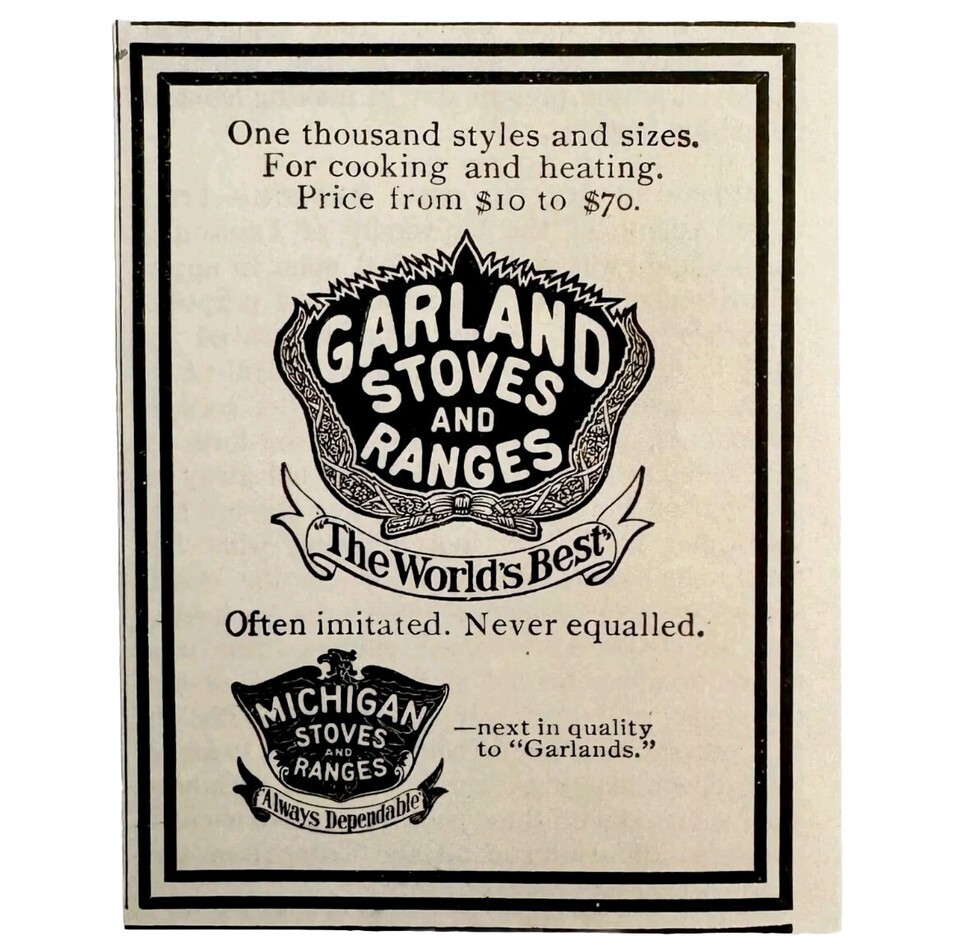 One thousand styles and sizes.
For cooking and heating.
Price from $10 to $70.
GARLAND
STOVES
AND
RANGES
"The World's Best"
Often imitated. Never equalled.
MICHIGAN
STOVES
AND
RANGES
"Always Dependable"
—next in quality
to "Garlands."